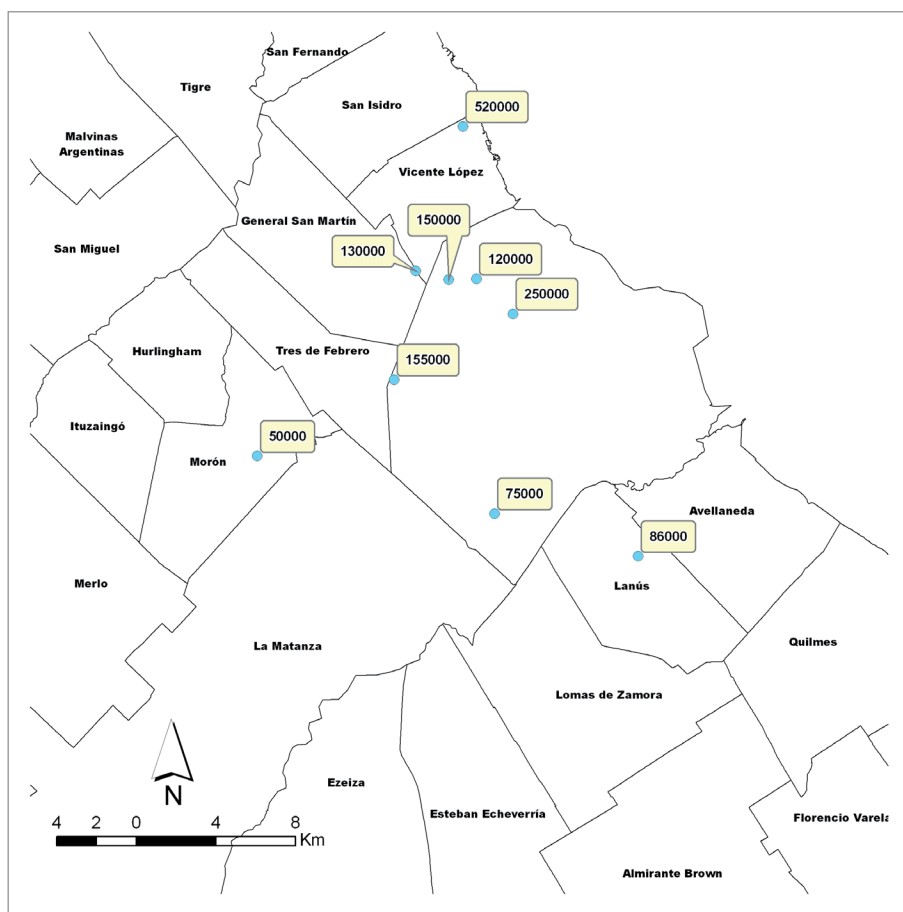 San Fernando
Tigre
San Isidro
520000
Malvinas
Argentinas
Vicente López
General San Martín
150000
San Miguel
130000
120000
250000
Hurlingham
Tres de Febrero
155000
Ituzaingó
50000
Morón
75000
Avellaneda
86000
Merlo
Lanús
La Matanza
Quilmes
Lomas de Zamora
N
Ezeiza
Esteban Echeverría
Florencio Varela
4 2 0 4 8
Km
Almirante Brown